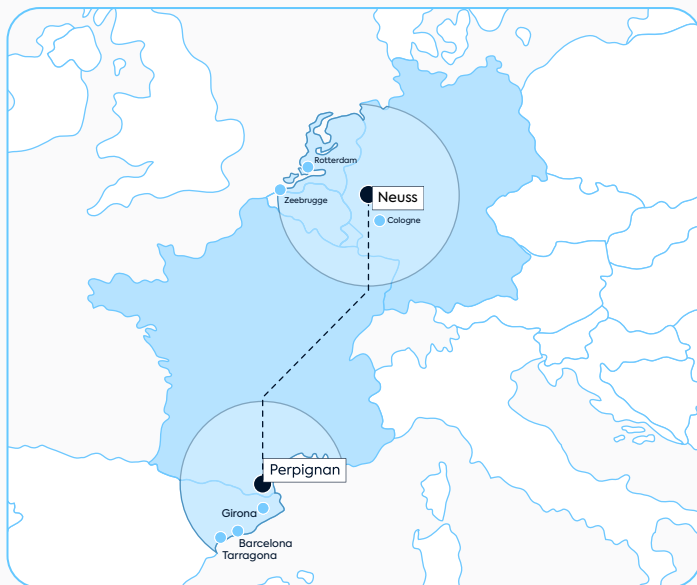 Rotterdam
Neuss
Zeebrugge
Cologne
Perpignan
Girona
Barcelona
Tarragona